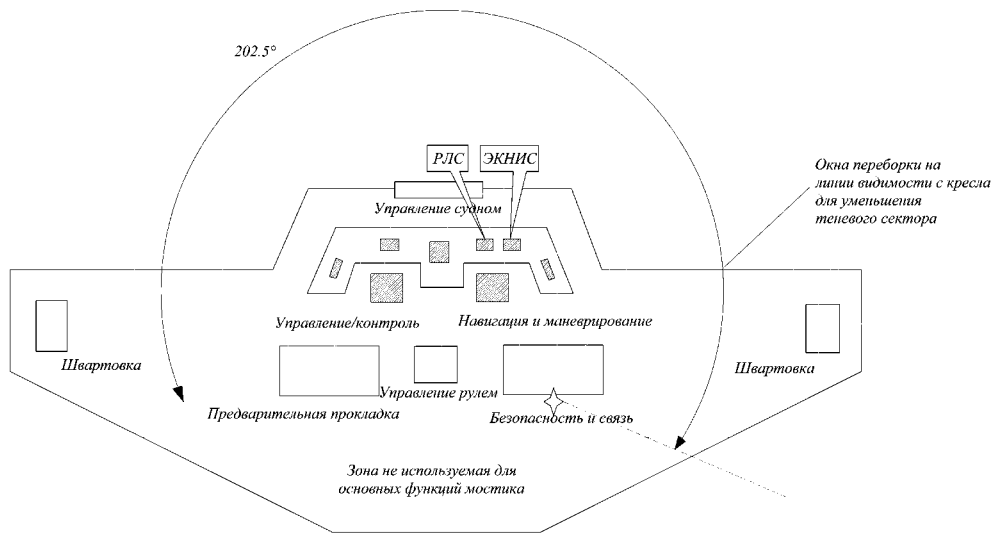 202.5°
РЛС
ЭКНИС
Окна переборки на
линии видимости с кресла
для уменьшения
теневого сектора
Управление судном
Управление/контроль
Навигация и маневрирование
Швартовка
Швартовка
Управление рулем
Предварительная прокладка
Безопасность и связь
Зона не используемая для
основных функций мостика